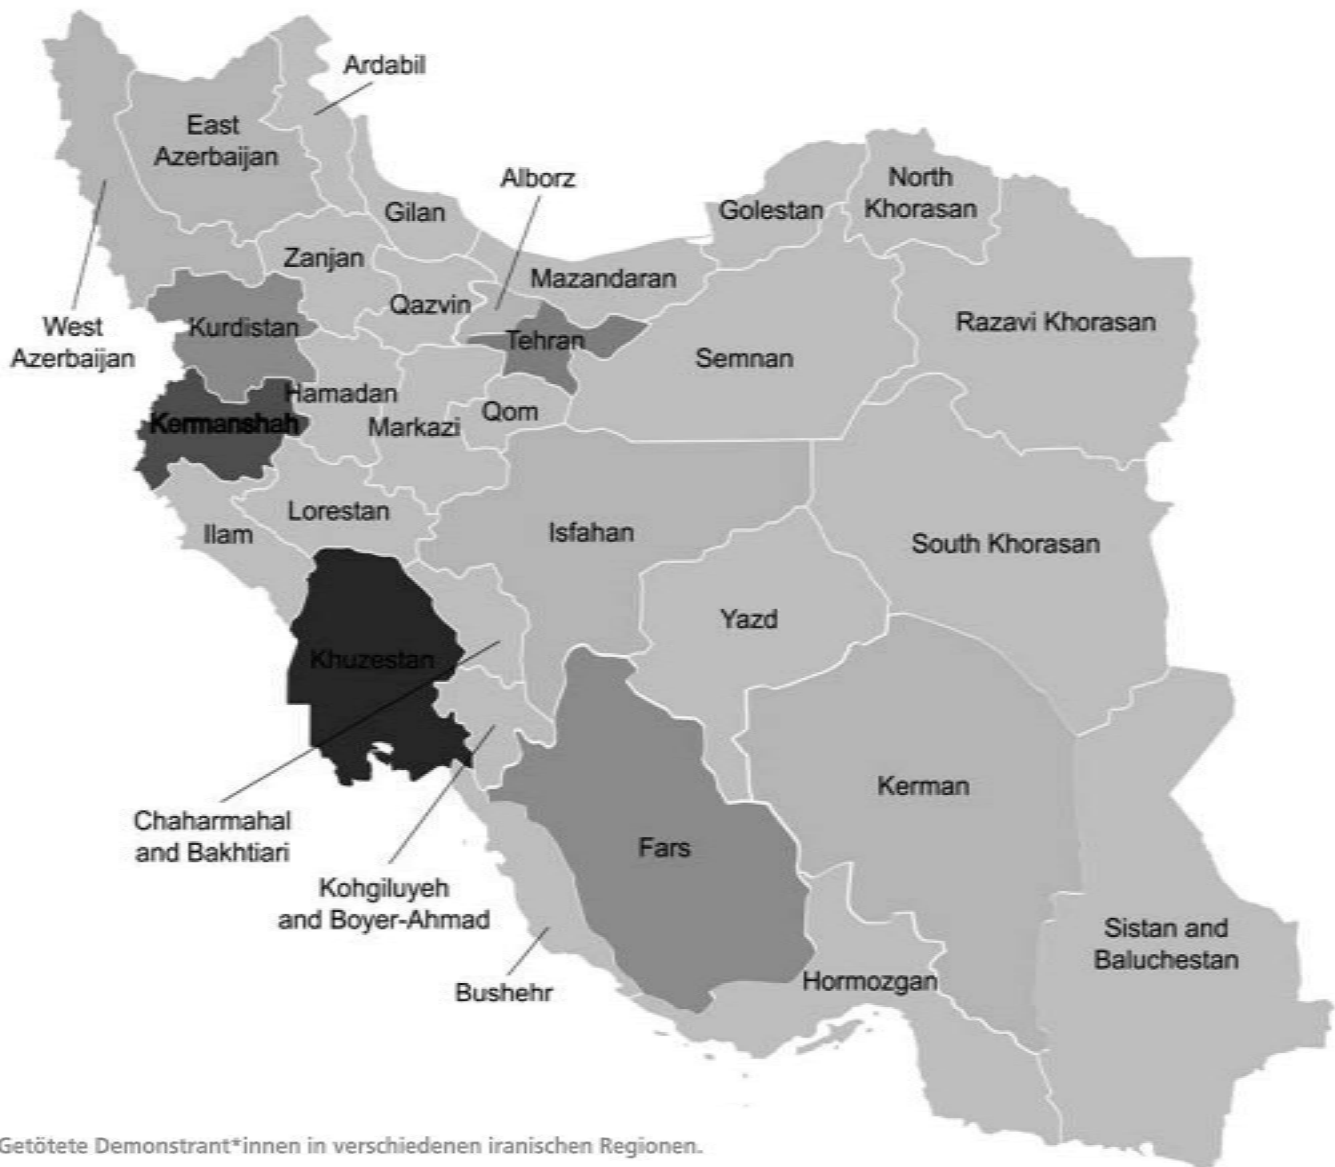 Ardabil
East
Azerbaijan
Alborz
North
Khorasan
Gilan
Golestan
Zanjan
Mazandaran
Qazvin
West
Azerbaijan
Kurdistan
Tehran
Razavi Khorasan
Semnan
Hamadan
Qom
Kermanshah
Markazi
Lorestan
Ilam
Isfahan
South Khorasan
Yazd
Khuzestan
Kerman
Chaharmahal
and Bakhtiari
Fars
Kohgiluyeh
and Boyer-Ahmad
Sistan and
Baluchestan
Hormozgan
Bushehr
Getötete Demonstrant*innen in verschiedenen iranischen Regionen.